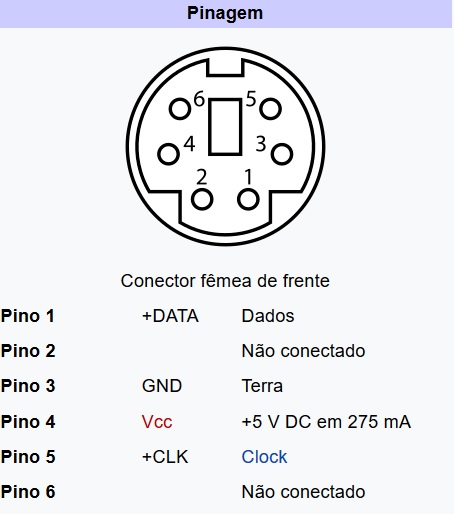 Pinagem
6 5
4 3
2 1
Conector fêmea de frente
Pino 1 +DATA Dados
Pino 2 Não conectado
Pino 3 GND Terra
Pino 4 Vcc +5 V DC em 275 mA
Pino 5 +CLK Clock
Pino 6 Não conectado